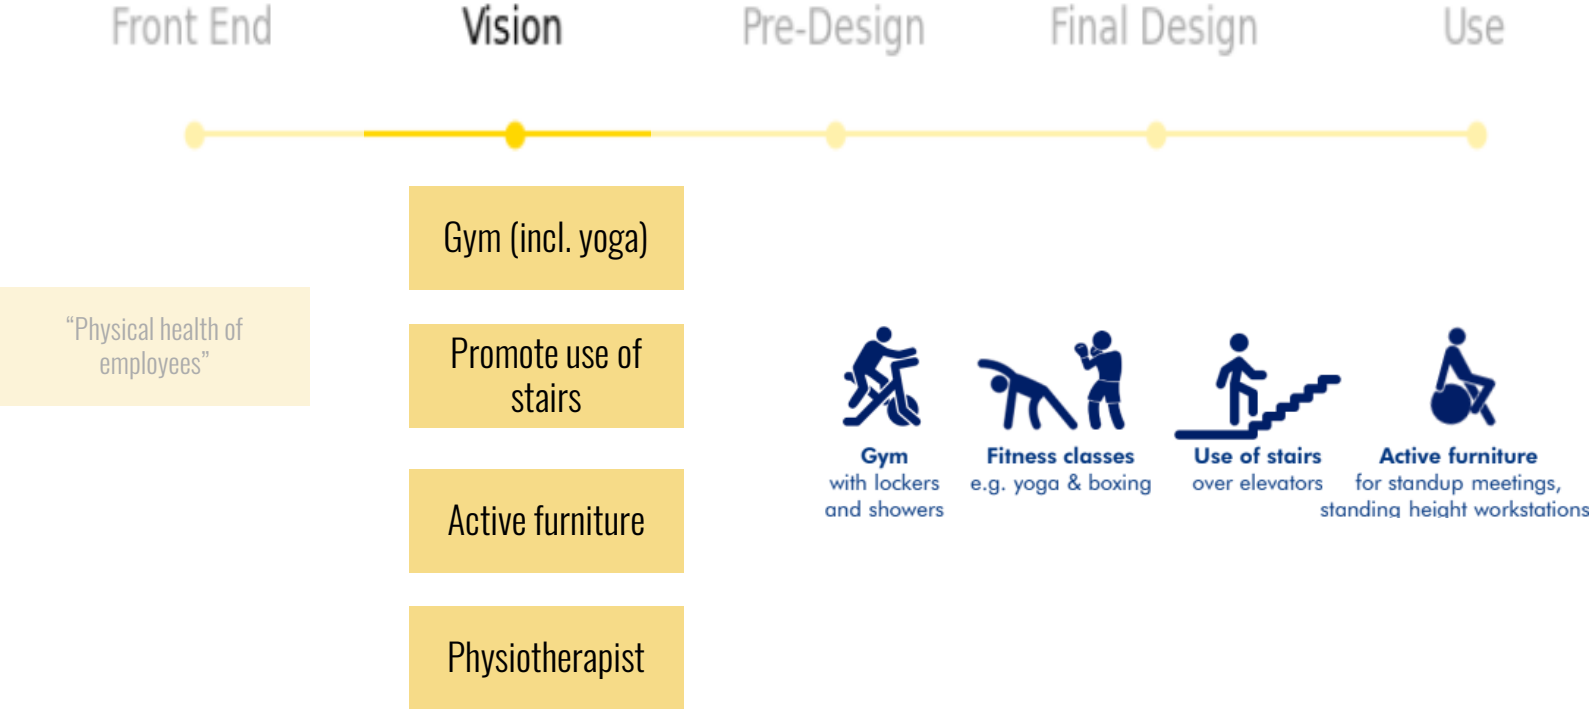 Front End
Vision
Pre-Design
Final Design
Use
Gym (incl. yoga)
“Physical health of
employees”
Promote use of
stairs
Active furniture
Physiotherapist
Gym
with lockers
and showers
Fitness classes
e.g. yoga & boxing
Use of stairs
over elevators
Active furniture
for standup meetings,
standing height workstations